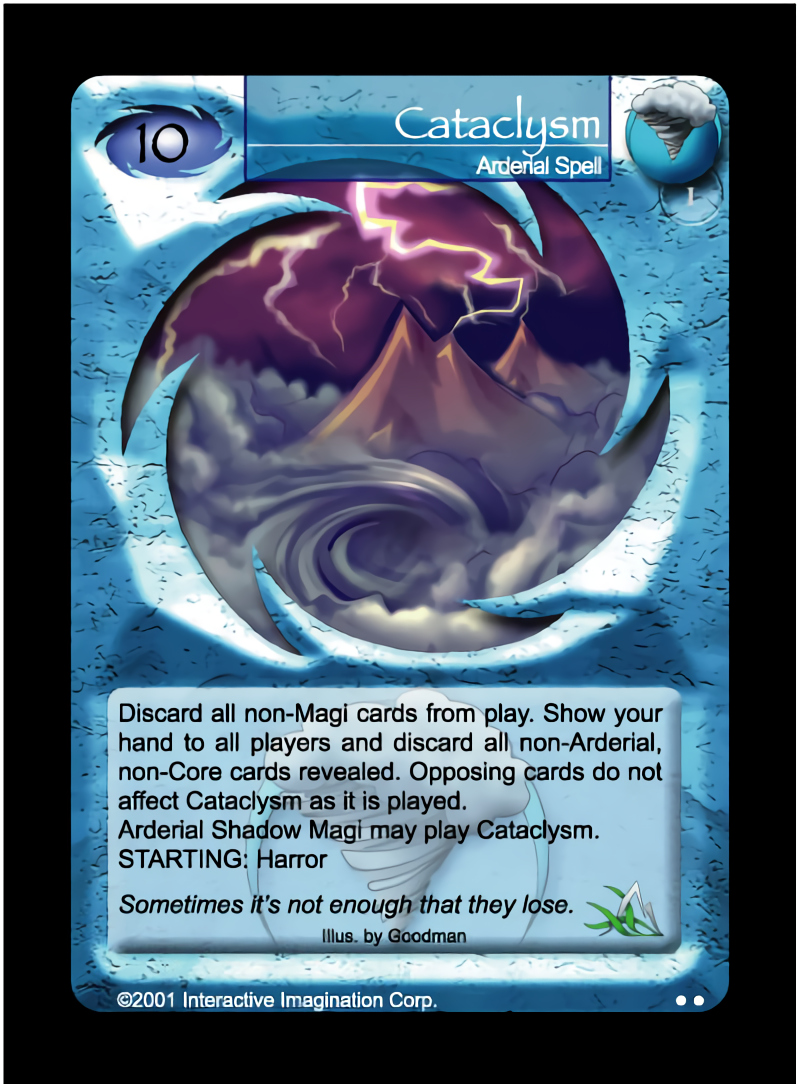 10
Cataclysm
Arderial Spell
I
Discard all non-Magi cards from play. Show your
hand to all players and discard all non-Arderial,
non-Core cards revealed. Opposing cards do not
affect Cataclysm as it is played.
Arderial Shadow Magi may play Cataclysm.
STARTING: Harror
Sometimes it's not enough that they lose.
Illus. by Goodman
©2001 Interactive Imagination Corp.